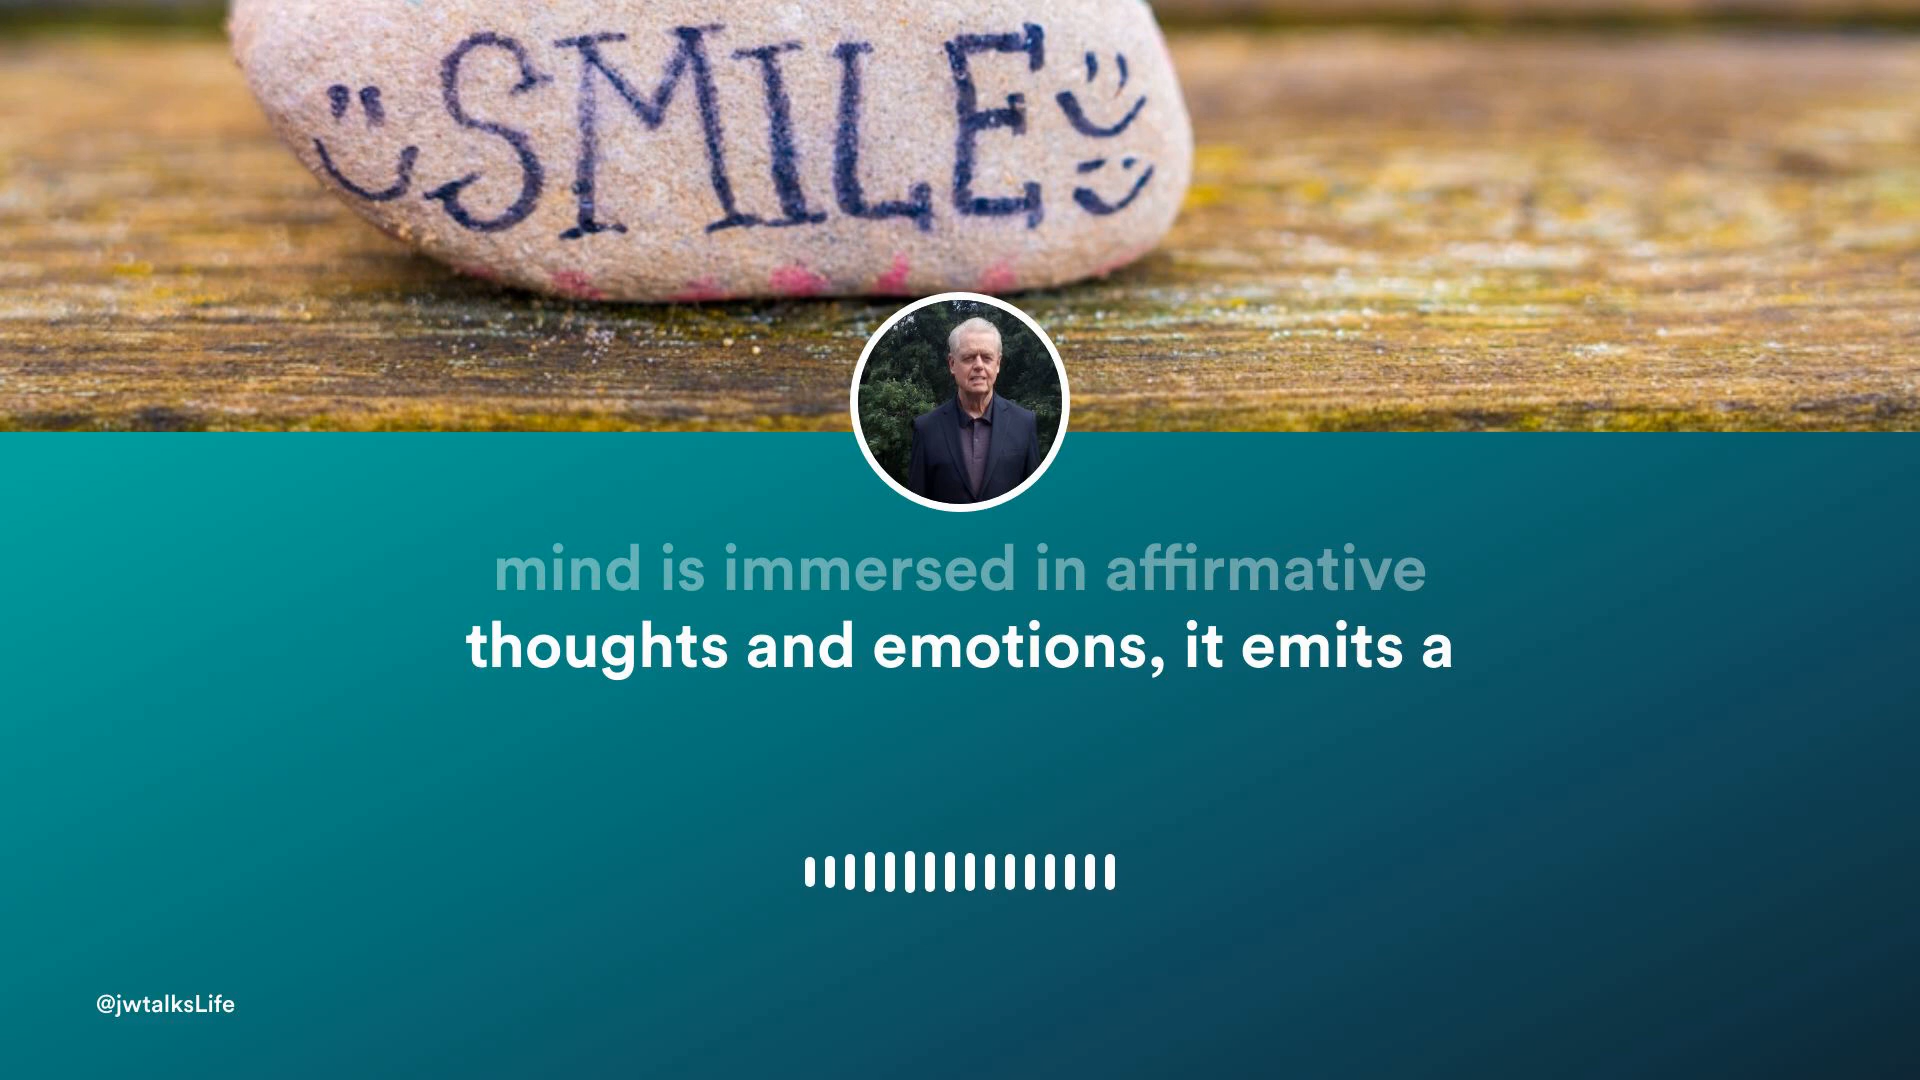 SMILE
mind is immersed in affirmative
thoughts and emotions, it emits a
@jwtalksLife